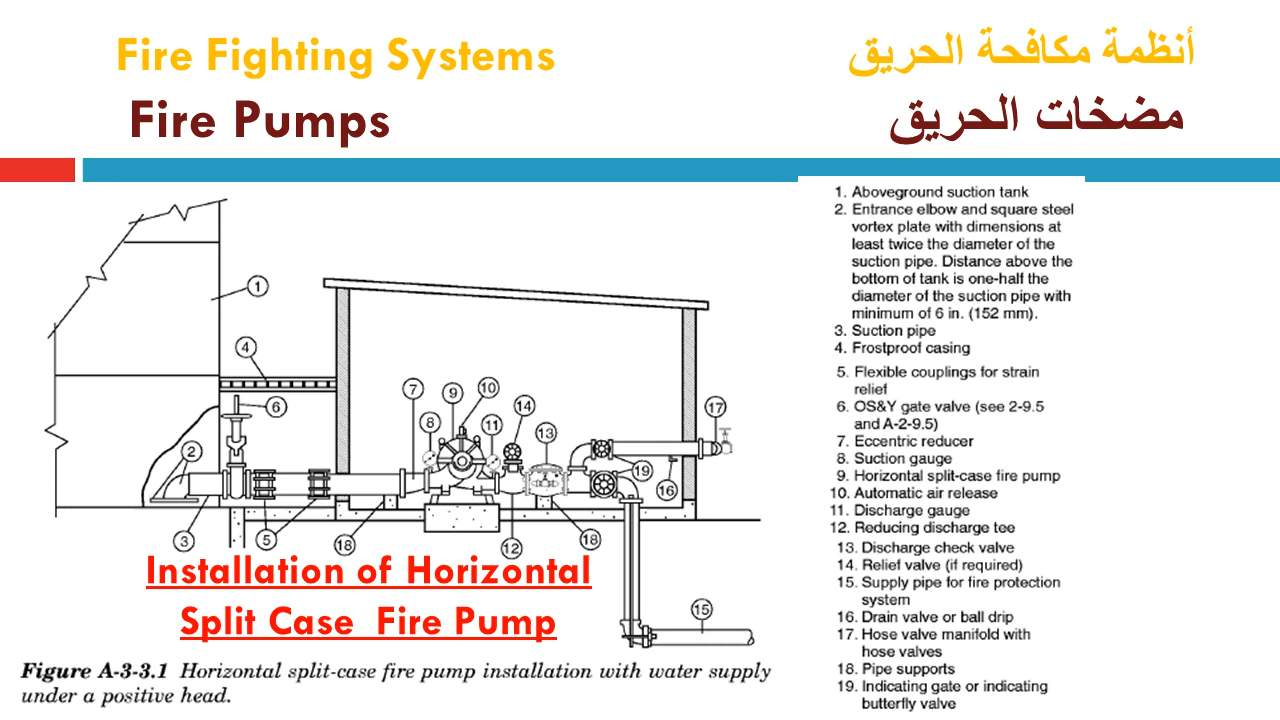 Fire Fighting Systems
أنظمة مكافحة الحريق
Fire Pumps
مضخات الحريق
1
4
6
2
3
5
18
7
8
9
10
11
14
13
12
18
19
16
17
15
Installation of Horizontal
Split Case Fire Pump
Figure A-3-3.1 Horizontal split-case fire pump installation with water supply
under a positive head.
1. Aboveground suction tank
2. Entrance elbow and square steel
vortex plate with dimensions at
least twice the diameter of the
suction pipe. Distance above the
bottom of tank is one-half the
diameter of the suction pipe with
minimum of 6 in. (152 mm).
3. Suction pipe
4. Frostproof casing
5. Flexible couplings for strain
relief
6. OS&Y gate valve (see 2-9.5
and A-2-9.5)
7. Eccentric reducer
8. Suction gauge
9. Horizontal split-case fire pump
10. Automatic air release
11. Discharge gauge
12. Reducing discharge tee
13. Discharge check valve
14. Relief valve (if required)
15. Supply pipe for fire protection
system
16. Drain valve or ball drip
17. Hose valve manifold with
hose valves
18. Pipe supports
19. Indicating gate or indicating
butterfly valve